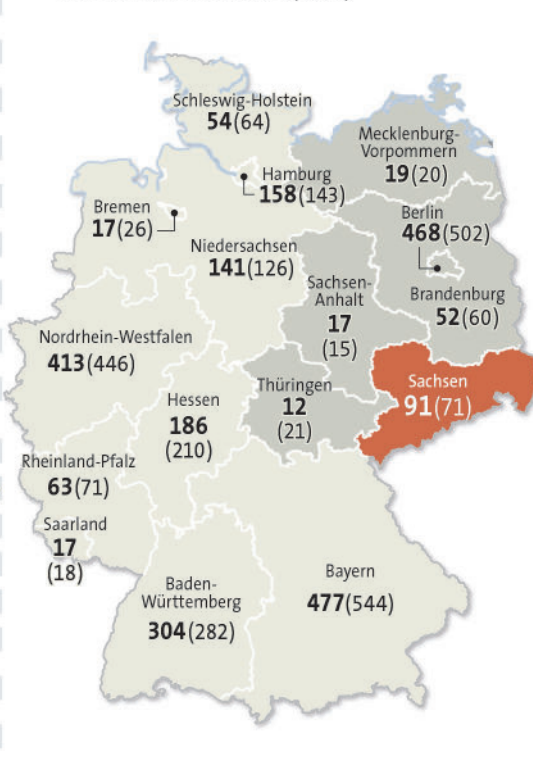 Schleswig-Holstein
54(64)
Mecklenburg-
Vorpommern
19(20)
Hamburg
158(143)
Bremen
17(26)
Berlin
468(502)
Niedersachsen
141(126)
Sachsen-
Anhalt
17
(15)
Brandenburg
52(60)
Nordrhein-Westfalen
413(446)
Thüringen
12
(21)
Sachsen
91(71)
Hessen
186
(210)
Rheinland-Pfalz
63(71)
Saarland
17
(18)
Baden-
Württemberg
304(282)
Bayern
477(544)